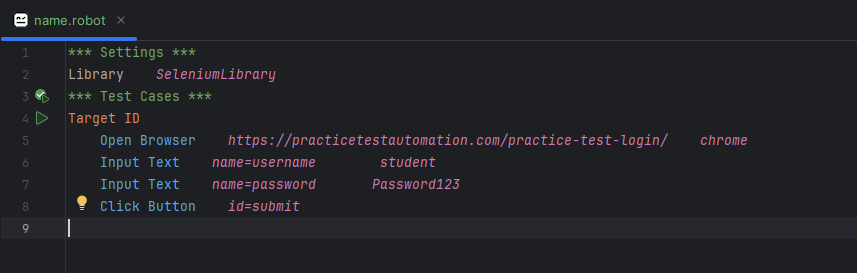 name.robot
1 *** Settings ***
2 Library    SeleniumLibrary
3 *** Test Cases ***
4 Target ID
5     Open Browser    https://practicetestautomation.com/practice-test-login/    chrome
6     Input Text    name=username        student
7     Input Text    name=password       Password123
8     Click Button    id=submit
9